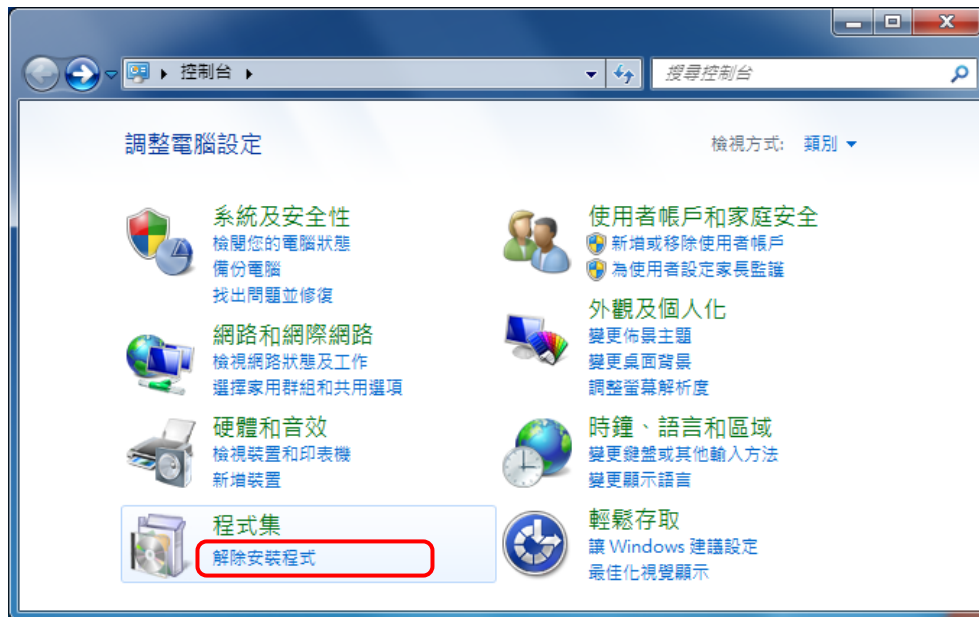 控制台
搜尋控制台
調整電腦設定
檢視方式: 類別
系統及安全性
檢閱您的電腦狀態
備份電腦
找出問題並修復
網路和網際網路
檢視網路狀態及工作
選擇家用群組和共用選項
硬體和音效
檢視裝置和印表機
新增裝置
程式集
解除安裝程式
使用者帳戶和家庭安全
新增或移除使用者帳戶
為使用者設定家長監護
外觀及個人化
變更佈景主題
變更桌面背景
調整螢幕解析度
時鐘、語言和區域
變更鍵盤或其他輸入方法
變更顯示語言
輕鬆存取
讓 Windows 建議設定
最佳化視覺顯示